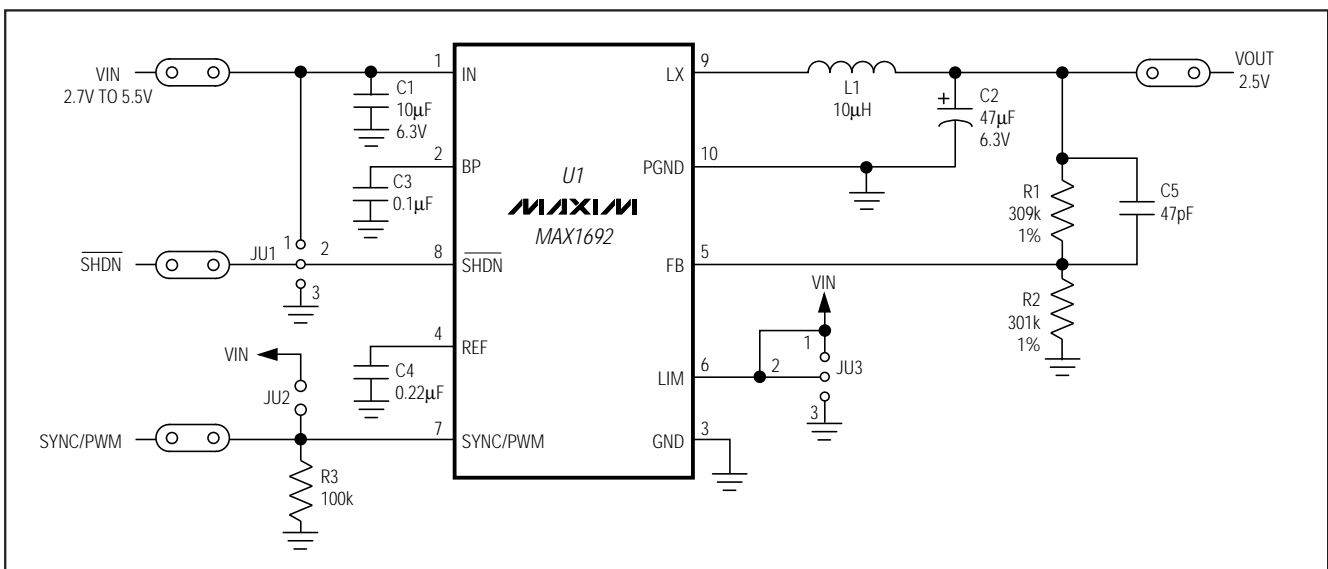 VIN
2.7V TO 5.5V
1
IN
C1
10μF
6.3V
2
BP
C3
0.1μF
SHDN
JU1
1
2
3
8
SHDN
VIN
JU2
4
REF
C4
0.22μF
SYNC/PWM
7
SYNC/PWM
R3
100k
U1
MAXIM
MAX1692
LX
9
L1
10μH
+
C2
47μF
6.3V
VOUT
2.5V
PGND
10
R1
309k
1%
C5
47pF
FB
5
R2
301k
1%
VIN
1
2
3
JU3
LIM
6
GND
3